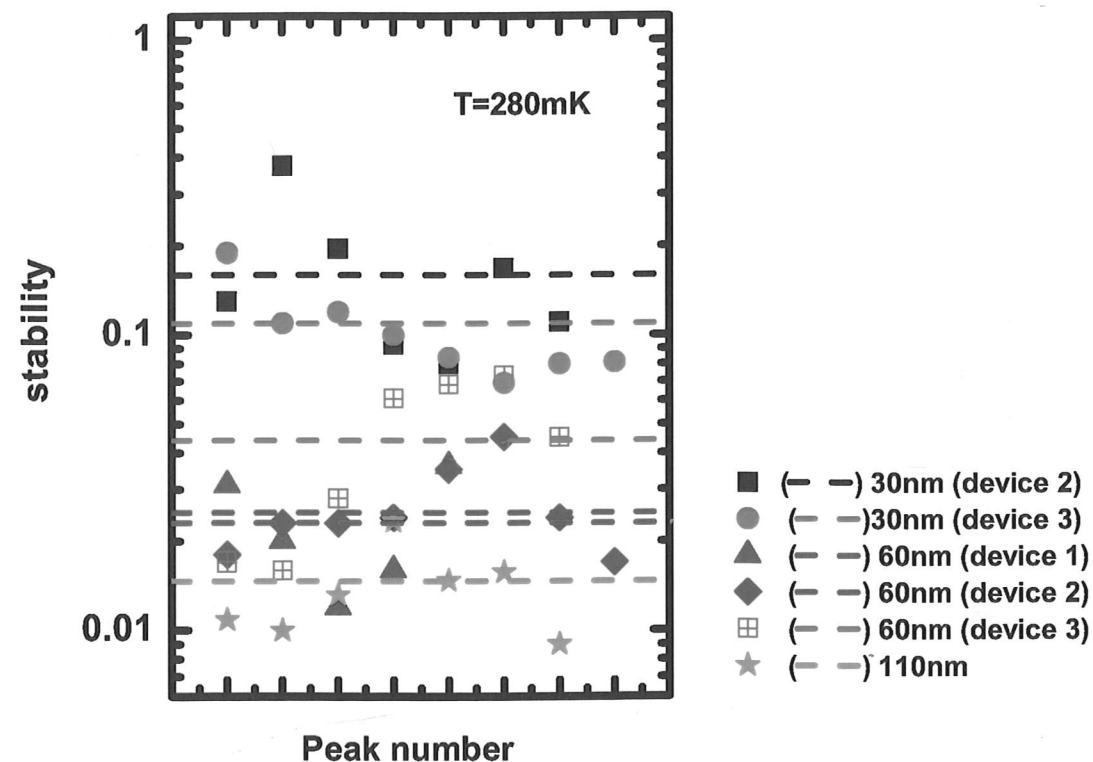 1
T=280mK
stability
0.1
0.01
Peak number
(– –) 30nm (device 2)
(– –) 30nm (device 3)
(– –) 60nm (device 1)
(– –) 60nm (device 2)
(– –) 60nm (device 3)
(– –) 110nm